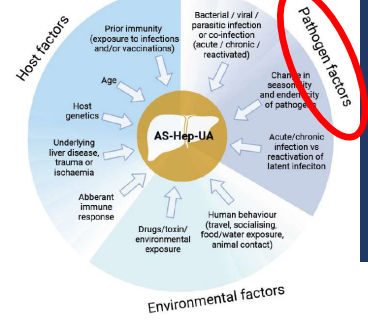 Host factors
Prior immunity
(exposure to infections
and/or vaccinations)
Age
Host
genetics
Underlying
liver disease,
trauma or
ischaemia
Abberant
immune
response
Bacterial / viral /
parasitic infection
or co-infection
(acute / chronic /
reactivated)
Pathogen factors
Change in
seasonality
and endemicity
of pathogens
Acute/chronic
infection vs
reactivation of
latent infeciton
AS-Hep-UA
Drugs/toxin/
environmental
exposure
Human behaviour
(travel, socialising,
food/water exposure,
animal contact)
Environmental factors